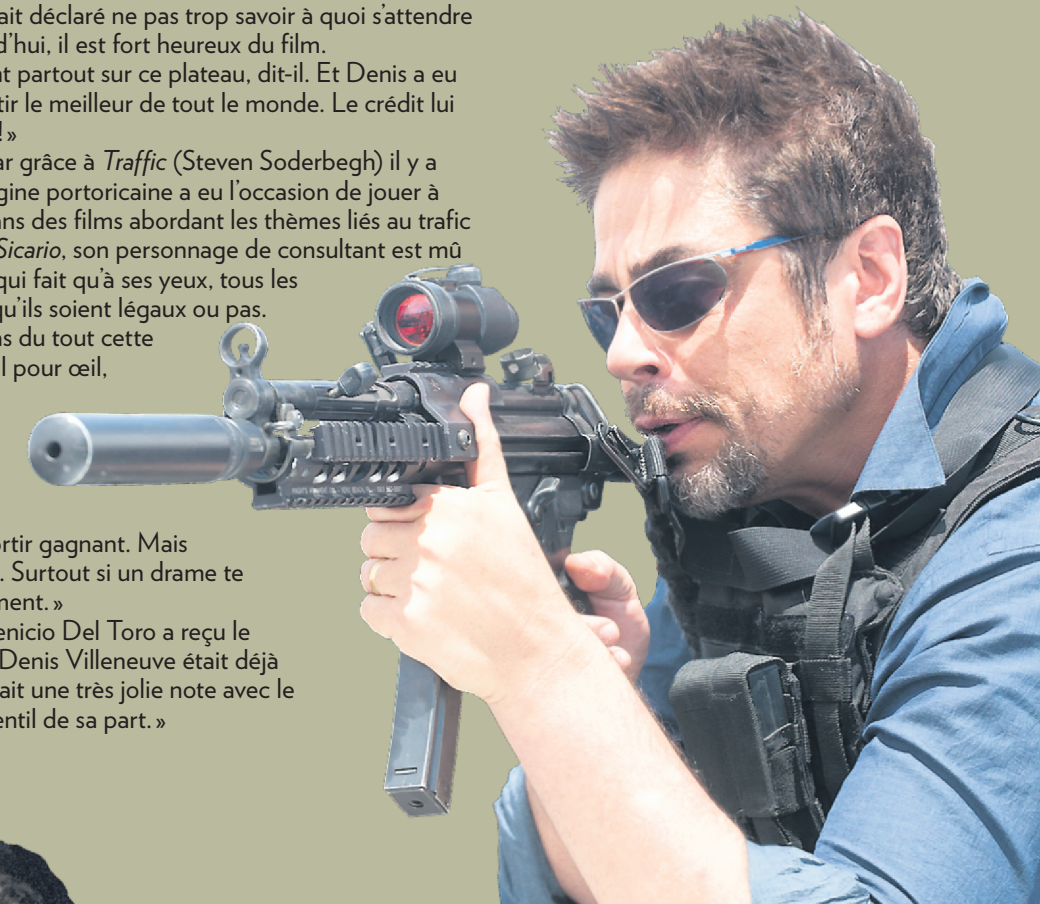 ait déclaré ne pas trop savoir à quoi s'attendre
d'hui, il est fort heureux du film.
nt partout sur ce plateau, dit-il. Et Denis a eu
tir le meilleur de tout le monde. Le crédit lui
! »
ar grâce à Traffic (Steven Soderbegh) il y a
gine portoricaine a eu l'occasion de jouer à
ans des films abordant les thèmes liés au trafic
Sicario, son personnage de consultant est mû
qui fait qu'à ses yeux, tous les
qu'ils soient légaux ou pas.
as du tout cette
l pour œil,
ortir gagnant. Mais
. Surtout si un drame te
ment. »
enicio Del Toro a reçu le
Denis Villeneuve était déjà
ait une très jolie note avec le
entil de sa part. »